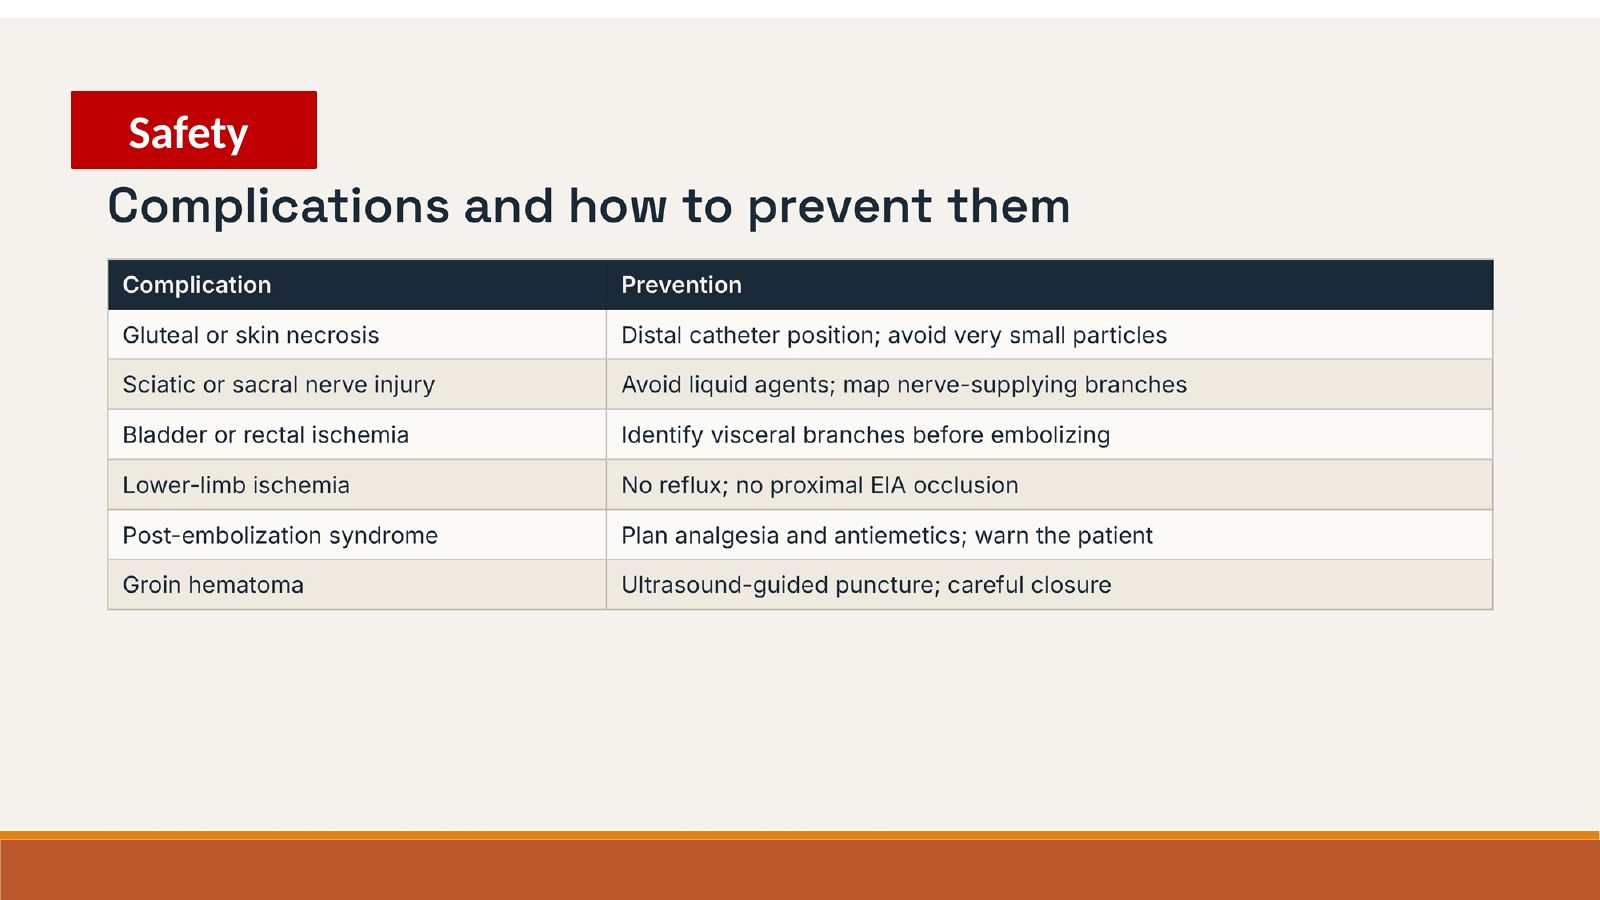 Safety
Complications and how to prevent them
Complication Prevention
Gluteal or skin necrosis Distal catheter position; avoid very small particles
Sciatic or sacral nerve injury Avoid liquid agents; map nerve-supplying branches
Bladder or rectal ischemia Identify visceral branches before embolizing
Lower-limb ischemia No reflux; no proximal EIA occlusion
Post-embolization syndrome Plan analgesia and antiemetics; warn the patient
Groin hematoma Ultrasound-guided puncture; careful closure